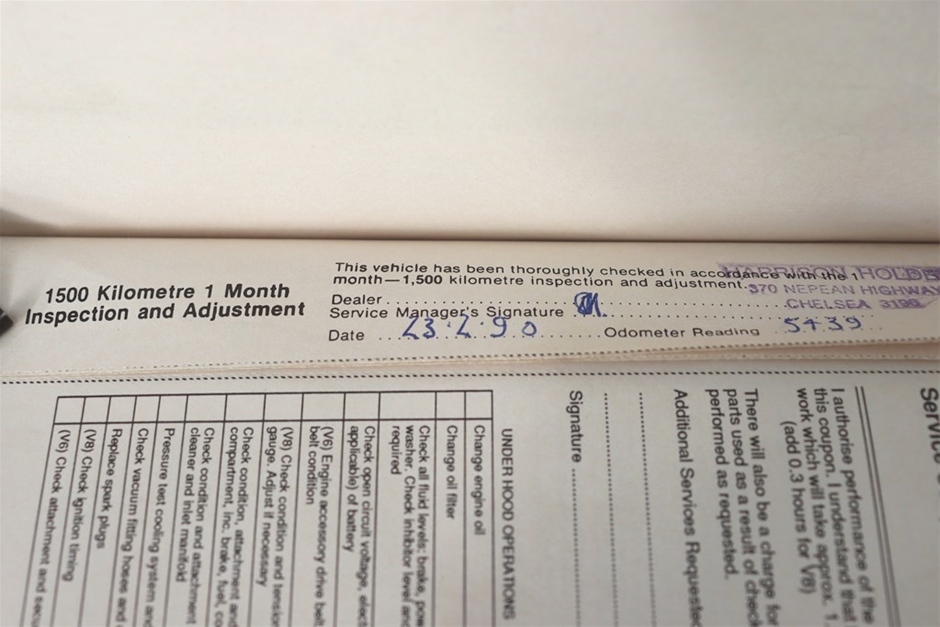 1500 Kilometre 1 Month
Inspection and Adjustment
This vehicle has been thoroughly checked in accordance with the 1
month—1,500 kilometre inspection and adjustment.
HOLDE
370 NEPEAN HIGHWAY
CHELSEA 3196
Dealer
Service Manager's Signature
Date 23.2.90 Odometer Reading 5439
Service
I authorise performance of the
this coupon. I understand that
work which will take approx. 1
(add 0.3 hours for V8)
There will also be a charge for
parts used as a result of check
performed as requested.
Additional Services Requested
Signature
UNDER HOOD OPERATIONS
Change engine oil
Change oil filter
Check all fluid levels; brake, pow
washer. Check inhibitor level an
required
Check open circuit voltage, elect
applicable) of battery
(V6) Engine accessory drive belt
belt condition
(V8) Check condition and tension
gauge. Adjust if necessary
Check condition, attachment and
compartment, inc. brake, fuel, co
Check condition and attachment
cleaner and inlet manifold
Pressure test cooling system and
Check vacuum fitting hoses and
Replace spark plugs
(V8) Check ignition timing
(V6) Check attachment and secu